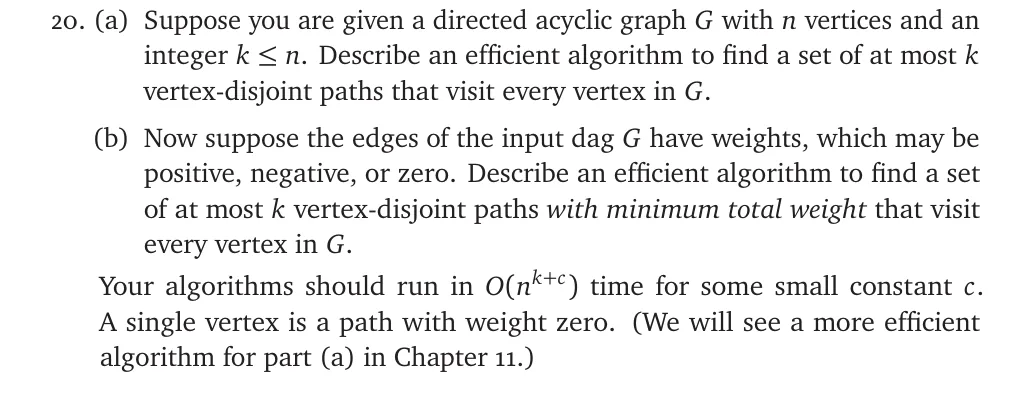 20. (a) Suppose you are given a directed acyclic graph G with n vertices and an
integer k ≤ n. Describe an efficient algorithm to find a set of at most k
vertex-disjoint paths that visit every vertex in G.
(b) Now suppose the edges of the input dag G have weights, which may be
positive, negative, or zero. Describe an efficient algorithm to find a set
of at most k vertex-disjoint paths with minimum total weight that visit
every vertex in G.
Your algorithms should run in O(n^{k+c}) time for some small constant c.
A single vertex is a path with weight zero. (We will see a more efficient
algorithm for part (a) in Chapter 11.)